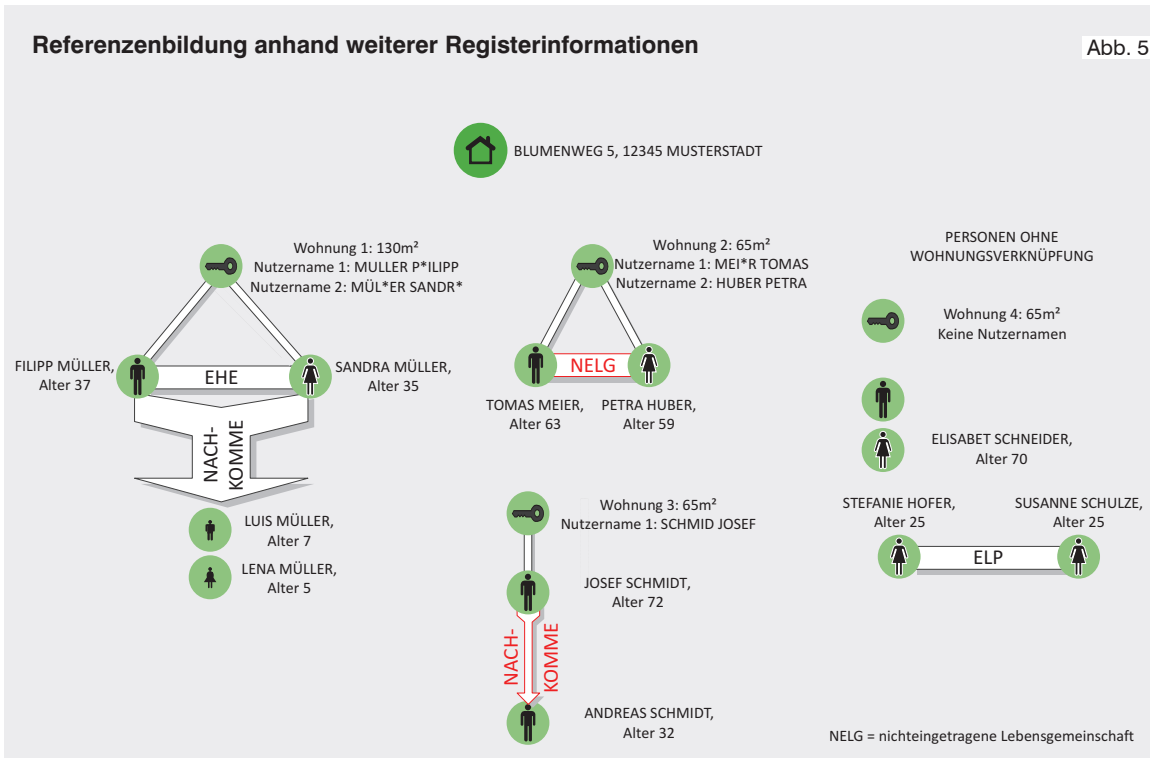 Referenzenbildung anhand weiterer Registerinformationen
Abb. 5
BLUMENWEG 5, 12345 MUSTERSTADT
Wohnung 1: 130m²
Nutzername 1: MULLER P*ILIPP
Nutzername 2: MÜL*ER SANDR*
FILIPP MÜLLER,
Alter 37
EHE
SANDRA MÜLLER,
Alter 35
NACH-
KOMME
LUIS MÜLLER,
Alter 7
LENA MÜLLER,
Alter 5
Wohnung 2: 65m²
Nutzername 1: MEI*R TOMAS
Nutzername 2: HUBER PETRA
NELG
TOMAS MEIER,
Alter 63
PETRA HUBER,
Alter 59
Wohnung 3: 65m²
Nutzername 1: SCHMID JOSEF
JOSEF SCHMIDT,
Alter 72
NACH-
KOMME
ANDREAS SCHMIDT,
Alter 32
PERSONEN OHNE
WOHNUNGSVERKNÜPFUNG
Wohnung 4: 65m²
Keine Nutzernamen
ELISABET SCHNEIDER,
Alter 70
STEFANIE HOFER,
Alter 25
SUSANNE SCHULZE,
Alter 25
ELP
NELG = nichteingetragene Lebensgemeinschaft